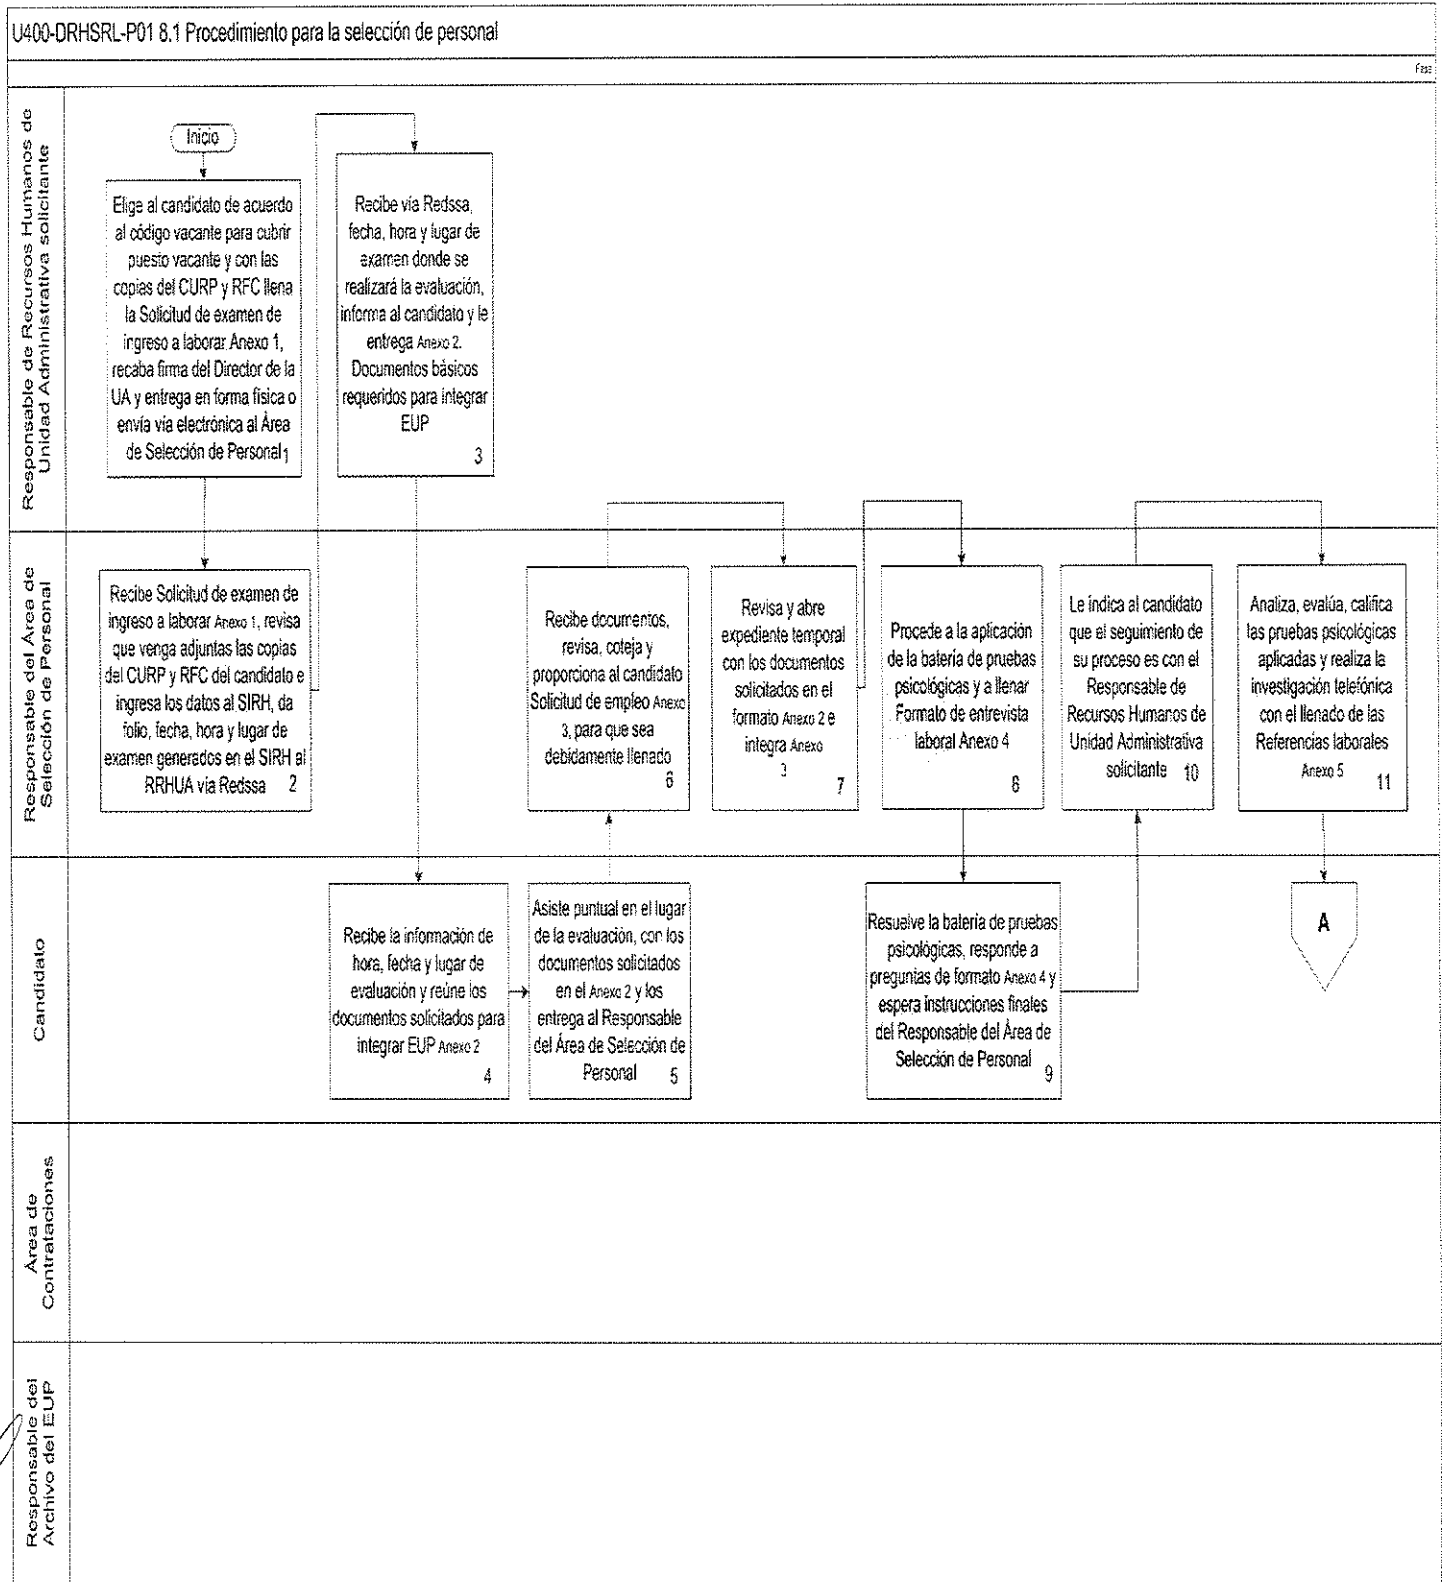 U400-DRHSRL-P01 8.1 Procedimiento para la selección de personal
Fase
Responsable de Recursos Humanos de
Unidad Administrativa solicitante
Inicio
Elige al candidato de acuerdo
al código vacante para cubrir
puesto vacante y con las
copias del CURP y RFC llena
la Solicitud de examen de
ingreso a laborar Anexo 1,
recaba firma del Director de la
UA y entrega en forma física o
envía vía electrónica al Área
de Selección de Personal 1
Recibe vía Redssa,
fecha, hora y lugar de
examen donde se
realizará la evaluación,
informa al candidato y le
entrega Anexo 2.
Documentos básicos
requeridos para integrar
EUP
3
Responsable del Área de
Selección de Personal
Recibe Solicitud de examen de
ingreso a laborar Anexo 1, revisa
que venga adjuntas las copias
del CURP y RFC del candidato e
ingresa los datos al SIRH, da
folio, fecha, hora y lugar de
examen generados en el SIRH al
RRHUA vía Redssa 2
Recibe documentos,
revisa, coteja y
proporciona al candidato
Solicitud de empleo Anexo
3, para que sea
debidamente llenado
6
Revisa y abre
expediente temporal
con los documentos
solicitados en el
formato Anexo 2 e
integra Anexo
3
7
Procede a la aplicación
de la batería de pruebas
psicológicas y a llenar
Formato de entrevista
laboral Anexo 4
8
Le indica al candidato
que el seguimiento de
su proceso es con el
Responsable de
Recursos Humanos de
Unidad Administrativa
solicitante 10
Analiza, evalúa, califica
las pruebas psicológicas
aplicadas y realiza la
investigación telefónica
con el llenado de las
Referencias laborales
Anexo 5
11
Candidato
Recibe la información de
hora, fecha y lugar de
evaluación y reúne los
documentos solicitados para
integrar EUP Anexo 2
4
Asiste puntual en el lugar
de la evaluación, con los
documentos solicitados
en el Anexo 2 y los
entrega al Responsable
del Área de Selección de
Personal 5
Resuelve la batería de pruebas
psicológicas, responde a
preguntas de formato Anexo 4 y
espera instrucciones finales
del Responsable del Área de
Selección de Personal 9
A
Área de
Contrataciones
Responsable del
Archivo del EUP